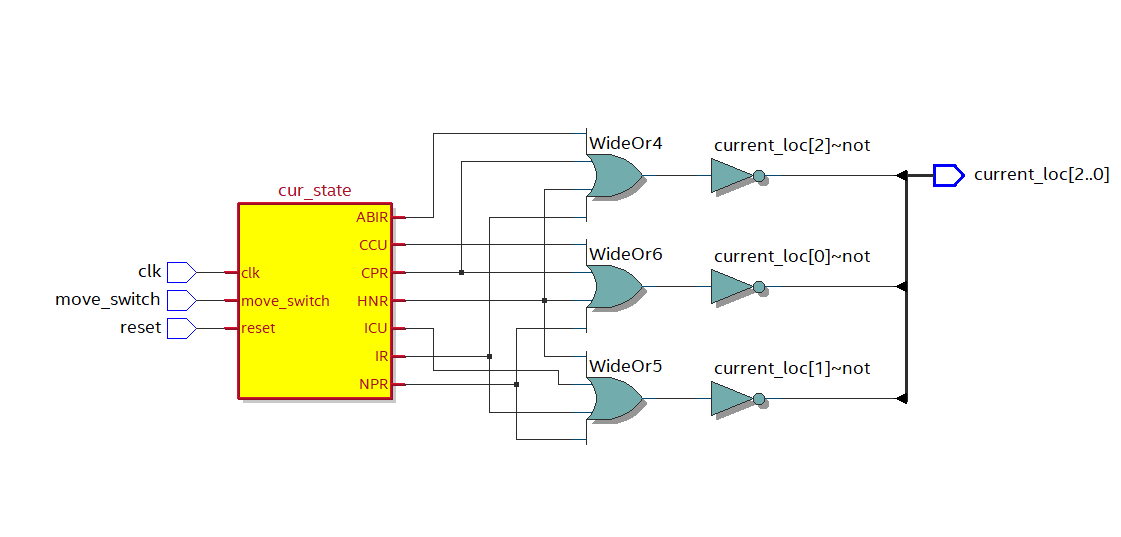 WideOr4
current_loc[2]~not
current_loc[2..0]
cur_state
ABIR
CCU
CPR
HNR
ICU
IR
NPR
clk
clk
move_switch
move_switch
reset
reset
WideOr6
current_loc[0]~not
WideOr5
current_loc[1]~not